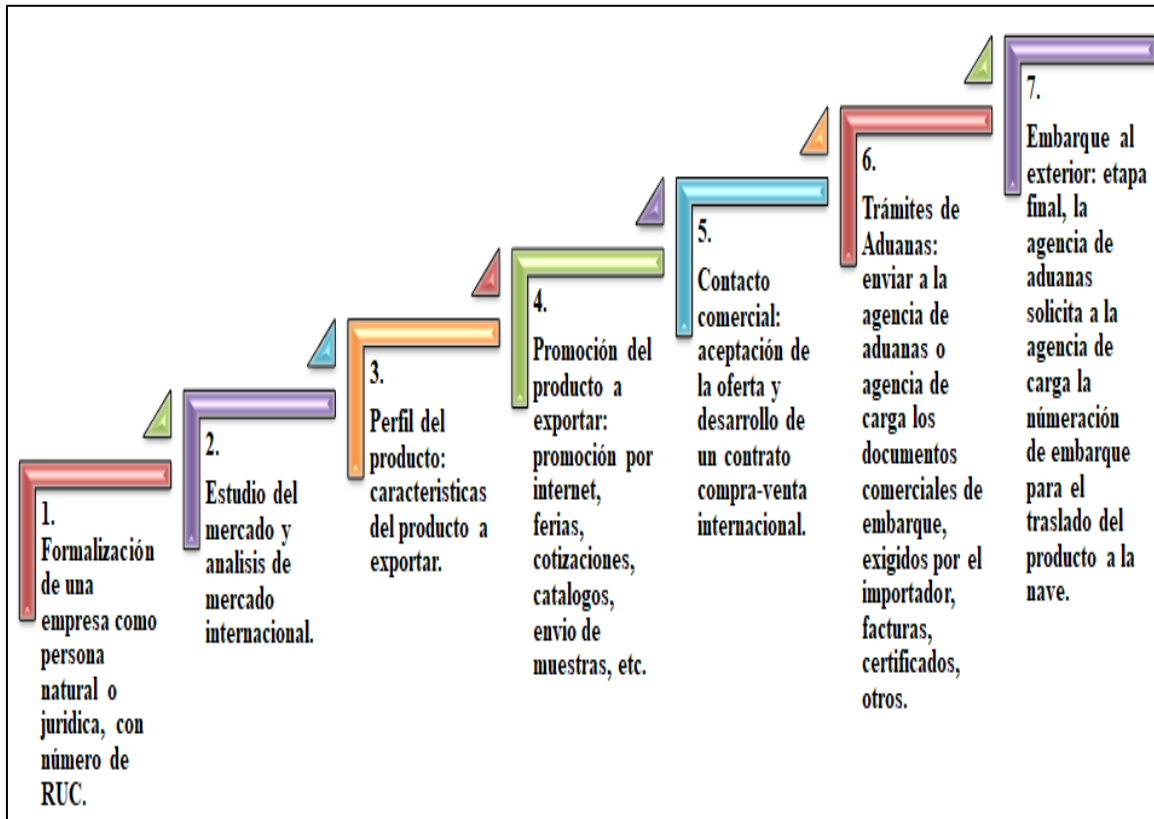 1.
Formalización
de una
empresa como
persona
natural o
juridica, con
número de
RUC.
2.
Estudio del
mercado y
analisis de
mercado
internacional.
3.
Perfil del
producto:
caracteristicas
del producto a
exportar.
4.
Promoción del
producto a
exportar:
promoción por
internet,
ferias,
cotizaciones,
catalogos,
envio de
muestras, etc.
5.
Contacto
comercial:
aceptación de
la oferta y
desarrollo de
un contrato
compra-venta
internacional.
6.
Trámites de
Aduanas:
enviar a la
agencia de
aduanas o
agencia de
carga los
documentos
comerciales de
embarque,
exigidos por el
importador,
facturas,
certificados,
otros.
7.
Embarque al
exterior: etapa
final, la
agencia de
aduanas
solicita a la
agencia de
carga la
númeración
de embarque
para el
traslado del
producto a la
nave.